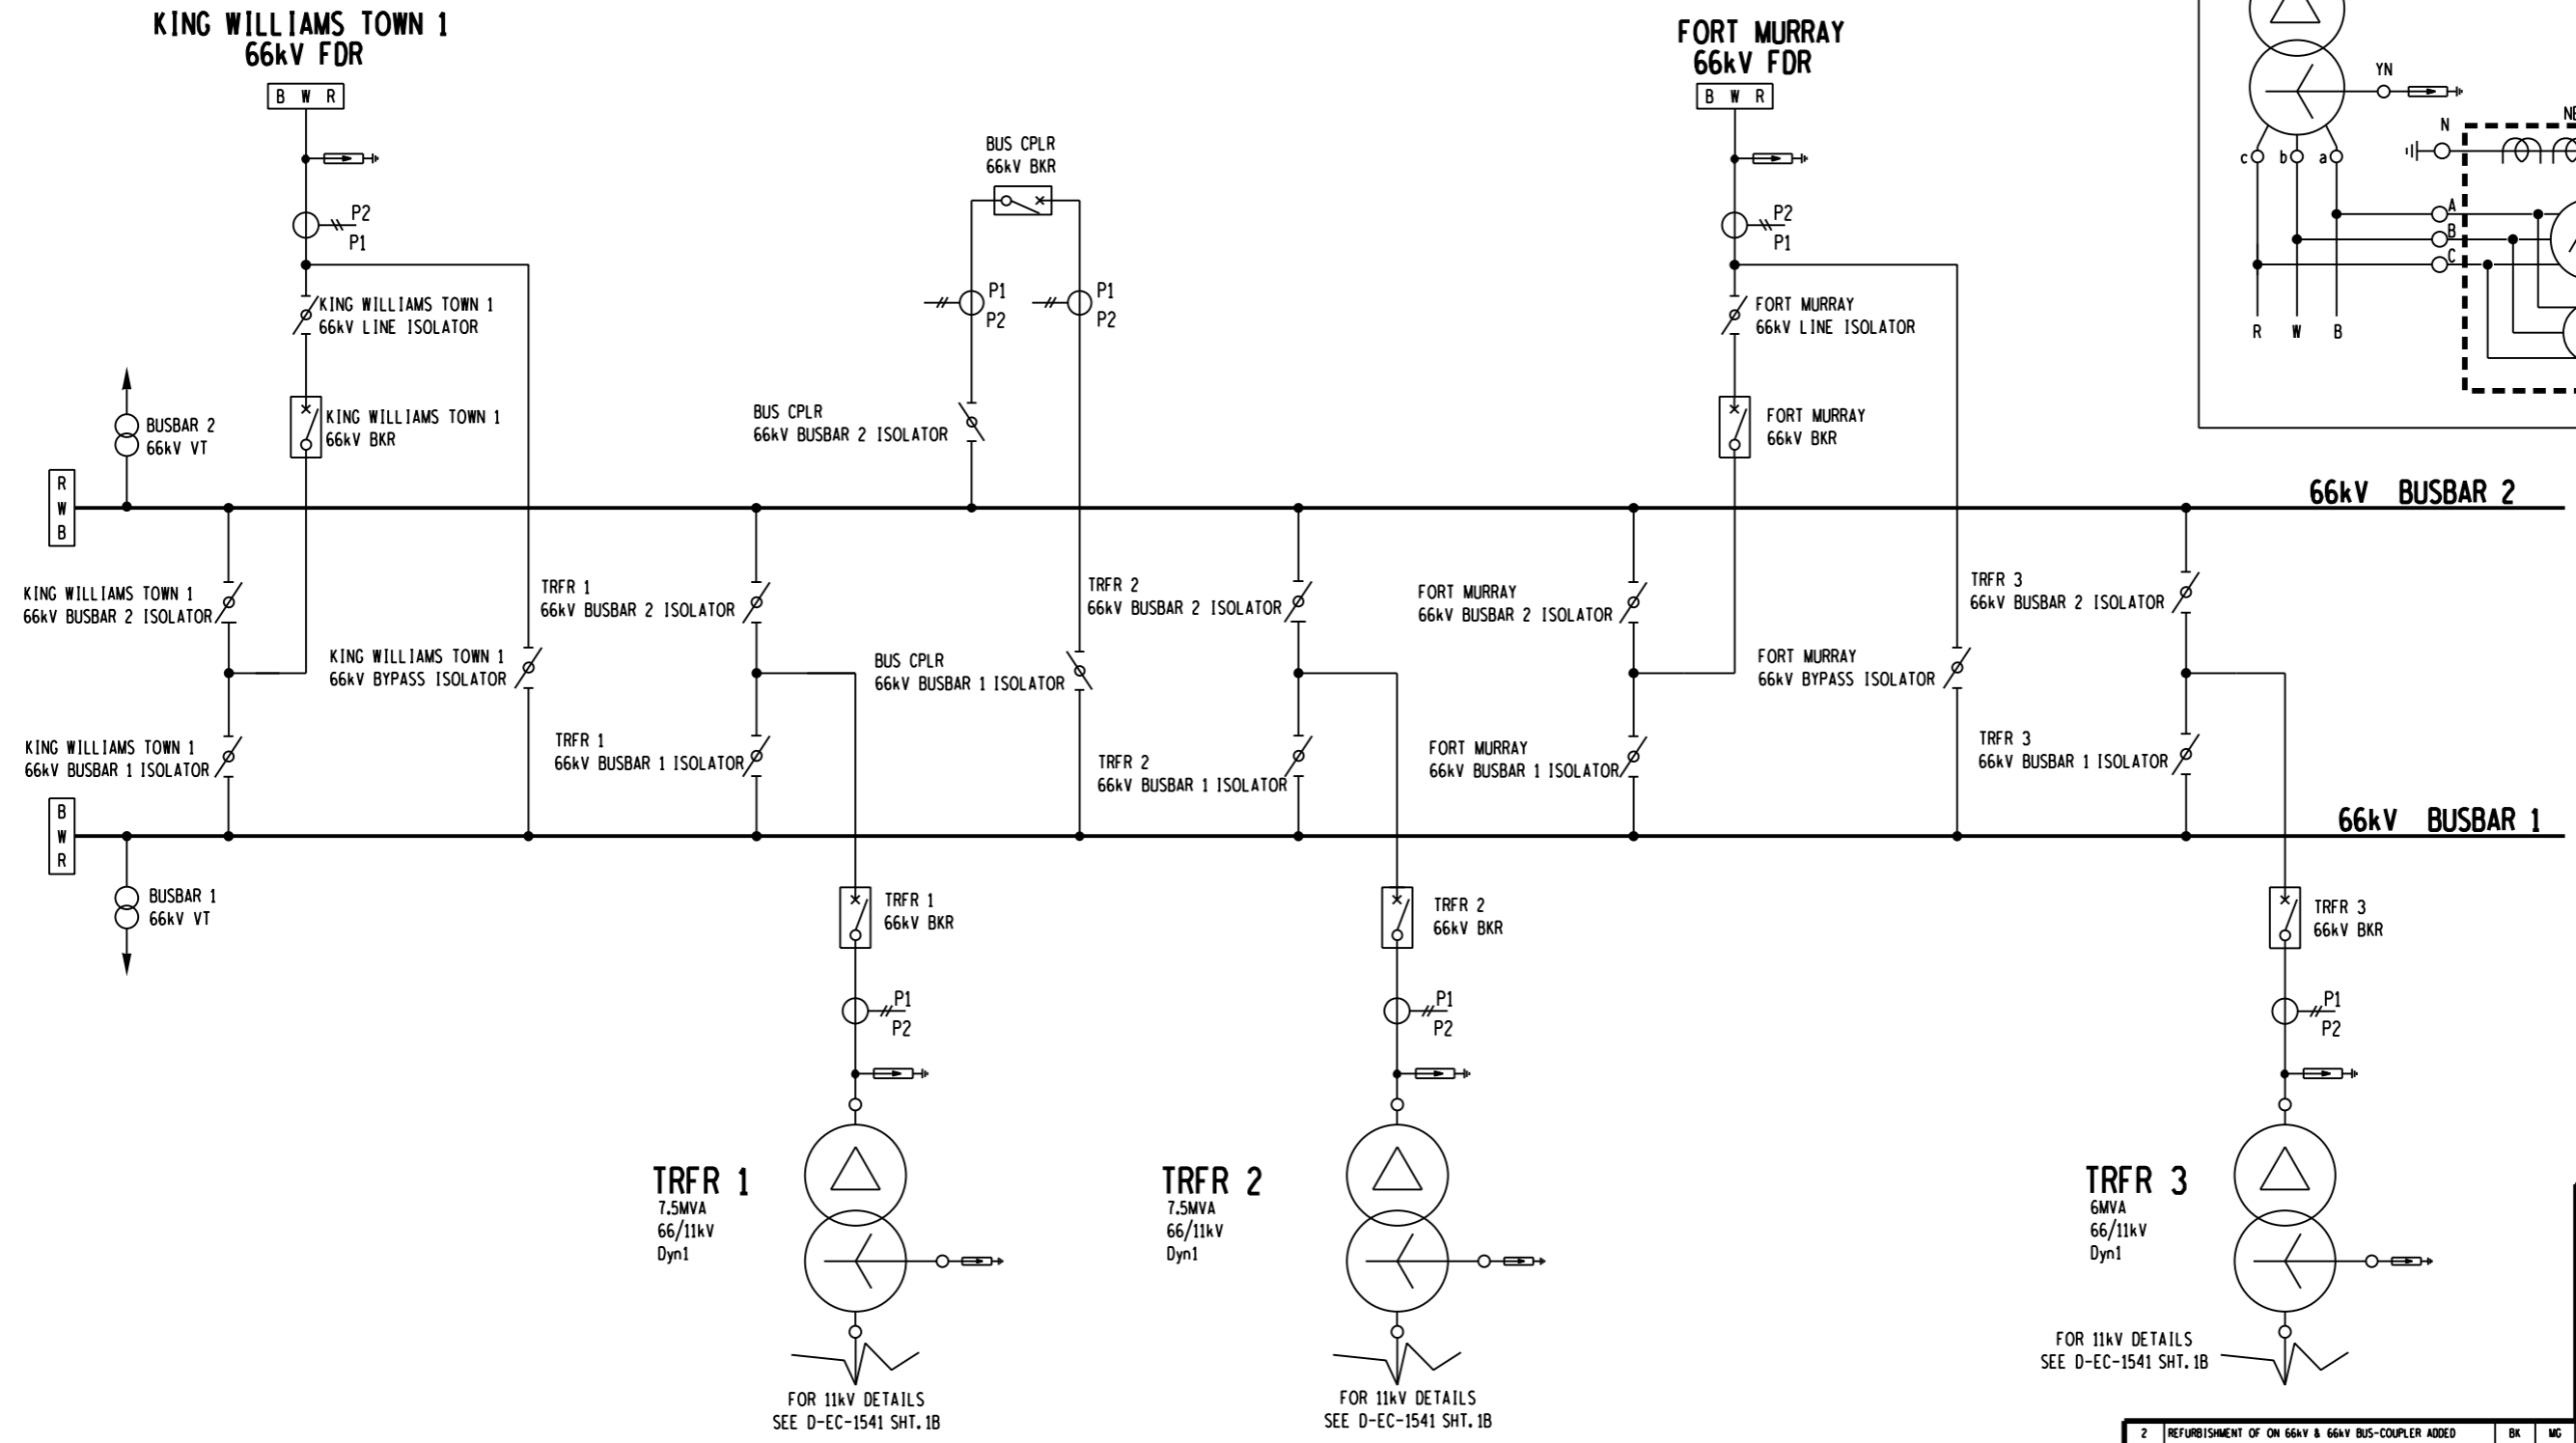 KING WILLIAMS TOWN 1
66kV FDR
B W R
P2
P1
KING WILLIAMS TOWN 1
66kV LINE ISOLATOR
KING WILLIAMS TOWN 1
66kV BKR
BUSBAR 2
66kV VT
R
W
B
BUS CPLR
66kV BKR
P1
P2
P1
P2
BUS CPLR
66kV BUSBAR 2 ISOLATOR
FORT MURRAY
66kV FDR
B W R
P2
P1
FORT MURRAY
66kV LINE ISOLATOR
FORT MURRAY
66kV BKR
YN
N
c
b
a
A
B
C
R W B
66kV BUSBAR 2
KING WILLIAMS TOWN 1
66kV BUSBAR 2 ISOLATOR
KING WILLIAMS TOWN 1
66kV BYPASS ISOLATOR
KING WILLIAMS TOWN 1
66kV BUSBAR 1 ISOLATOR
TRFR 1
66kV BUSBAR 2 ISOLATOR
TRFR 1
66kV BUSBAR 1 ISOLATOR
BUS CPLR
66kV BUSBAR 1 ISOLATOR
TRFR 2
66kV BUSBAR 2 ISOLATOR
TRFR 2
66kV BUSBAR 1 ISOLATOR
FORT MURRAY
66kV BUSBAR 2 ISOLATOR
FORT MURRAY
66kV BUSBAR 1 ISOLATOR
FORT MURRAY
66kV BYPASS ISOLATOR
TRFR 3
66kV BUSBAR 2 ISOLATOR
TRFR 3
66kV BUSBAR 1 ISOLATOR
B
W
R
66kV BUSBAR 1
BUSBAR 1
66kV VT
TRFR 1
66kV BKR
P1
P2
TRFR 2
66kV BKR
P1
P2
TRFR 3
66kV BKR
P1
P2
TRFR 1
7.5MVA
66/11kV
Dyn1
TRFR 2
7.5MVA
66/11kV
Dyn1
TRFR 3
6MVA
66/11kV
Dyn1
FOR 11kV DETAILS
SEE D-EC-1541 SHT.1B
FOR 11kV DETAILS
SEE D-EC-1541 SHT.1B
FOR 11kV DETAILS
SEE D-EC-1541 SHT.1B
2 REFURBISHMENT OF ON 66kV & 66kV BUS-COUPLER ADDED BK MG